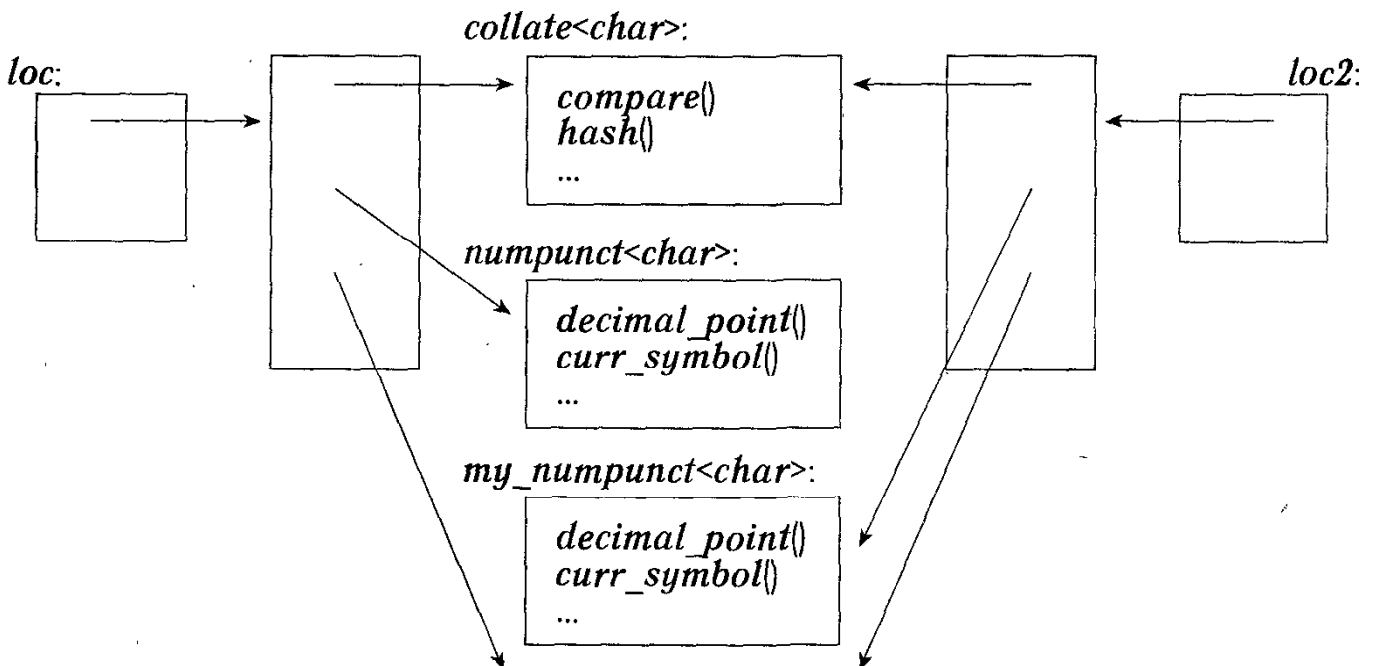 collate<char>:
loc:
loc2:
compare()
hash()
...
numpunct<char>:
decimal_point()
curr_symbol()
...
my_numpunct<char>:
decimal_point()
curr_symbol()
...